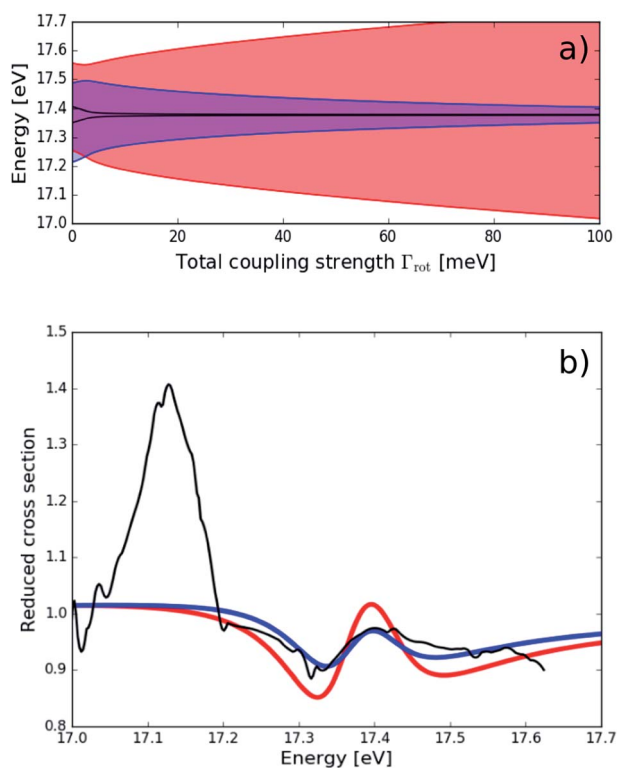 17.7
17.6
17.5
17.4
17.3
17.2
17.1
17.0
Energy [eV]
a)
0 20 40 60 80 100
Total coupling strength Γrot [meV]
1.5
1.4
1.3
1.2
1.1
1.0
0.9
0.8
Reduced cross section
b)
17.0 17.1 17.2 17.3 17.4 17.5 17.6 17.7
Energy [eV]